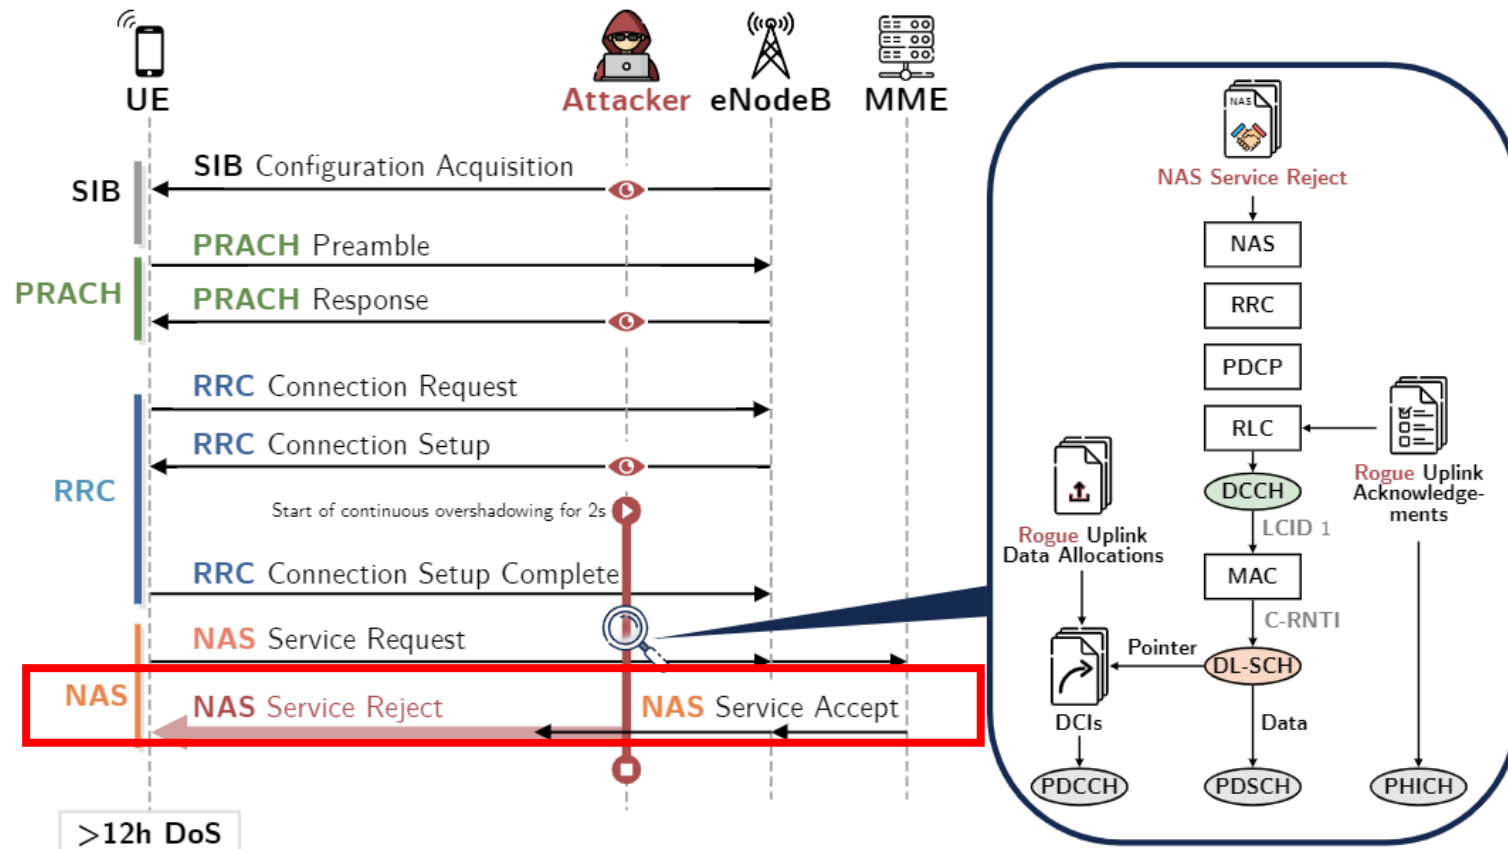 UE
Attacker
eNodeB
MME
SIB
SIB Configuration Acquisition
PRACH
PRACH Preamble
PRACH Response
RRC
RRC Connection Request
RRC Connection Setup
Start of continuous overshadowing for 2s
RRC Connection Setup Complete
NAS
NAS Service Request
NAS Service Reject
NAS Service Accept
>12h DoS
NAS
NAS Service Reject
NAS
RRC
PDCP
RLC
Rogue Uplink
Acknowledge-
ments
DCCH
LCID 1
Rogue Uplink
Data Allocations
MAC
C-RNTI
Pointer
DL-SCH
DCIs
Data
PDCCH
PDSCH
PHICH